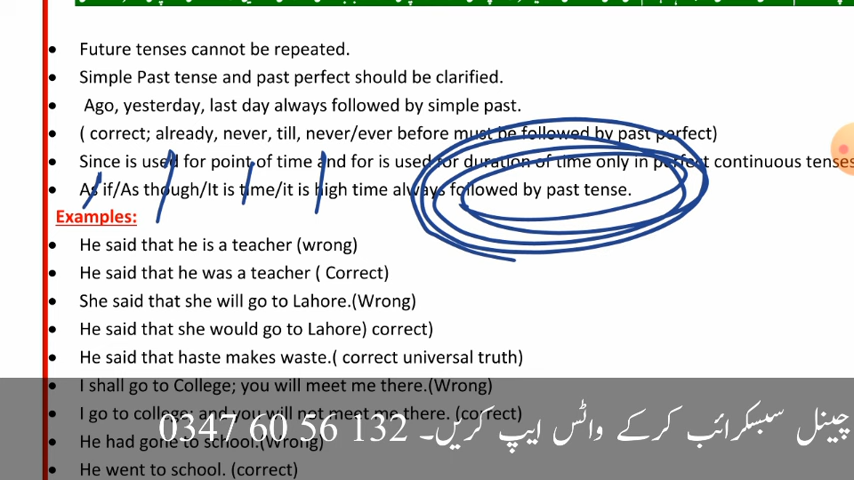 Future tenses cannot be repeated.
Simple Past tense and past perfect should be clarified.
Ago, yesterday, last day always followed by simple past.
( correct; already, never, till, never/ever before must be followed by past perfect)
Since is used for point of time and for is used for duration of time only in perfect continuous tenses
As if/As though/It is time/it is high time always followed by past tense.
Examples:
He said that he is a teacher (wrong)
He said that he was a teacher ( Correct)
She said that she will go to Lahore.(Wrong)
He said that she would go to Lahore) correct)
He said that haste makes waste.( correct universal truth)
I shall go to College; you will meet me there.(Wrong)
I go to college; and you will not meet me there. (correct)
چینل سبسکرائب کرکے واٹس ایپ کریں۔ 0347 60 56 132
He had gone to school.(Wrong)
He went to school. (correct)